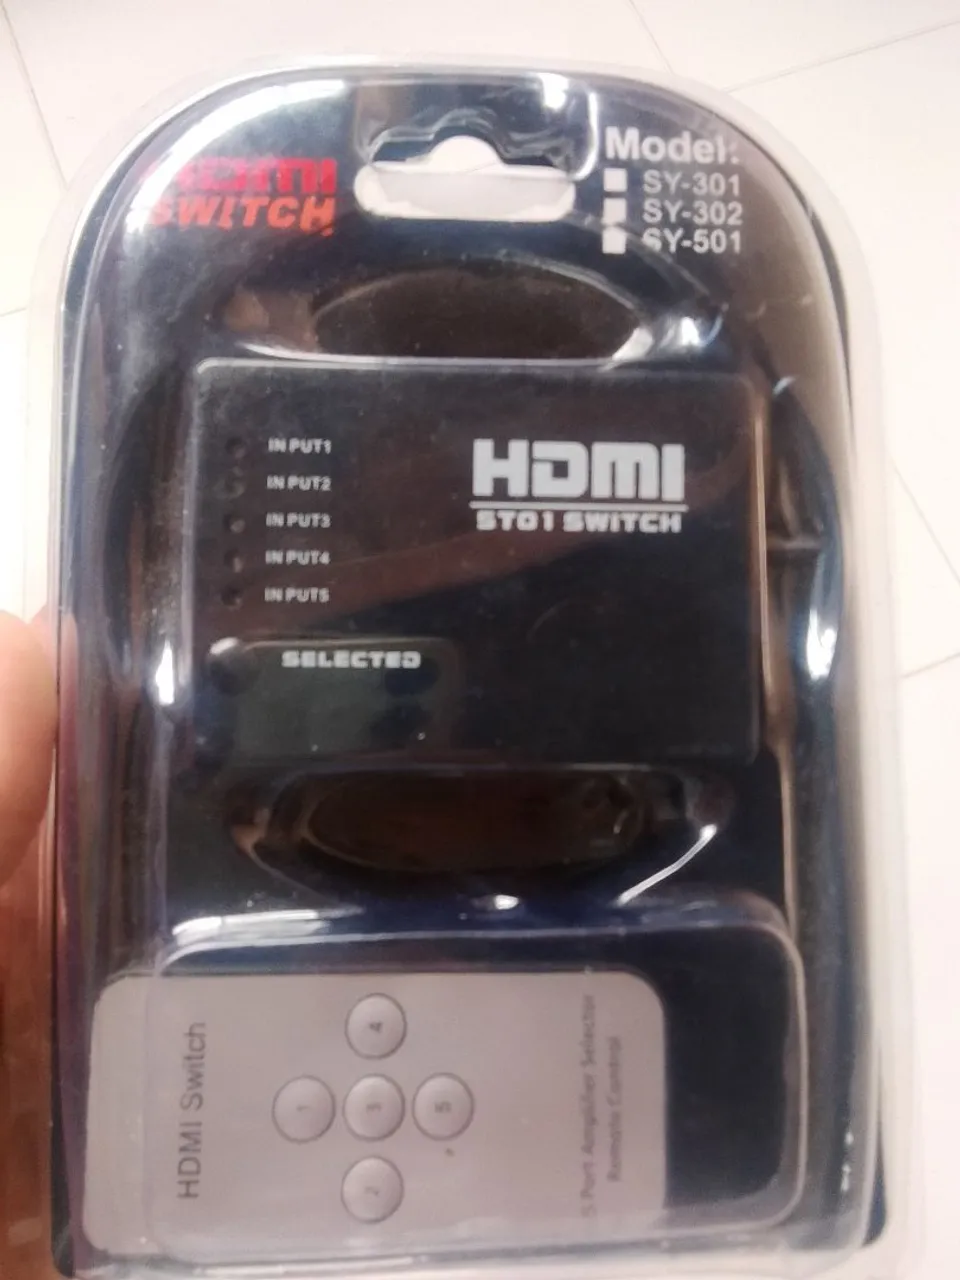 HDMI
SWITCH
Model:
SY-301
SY-302
SY-501
IN PUT1
IN PUT2
IN PUT3
IN PUT4
IN PUT5
HDMI
5TO1 SWITCH
SELECTED
HDMI Switch
4
1
3
5
2
5 Port Amplifier Selector
Remote Control